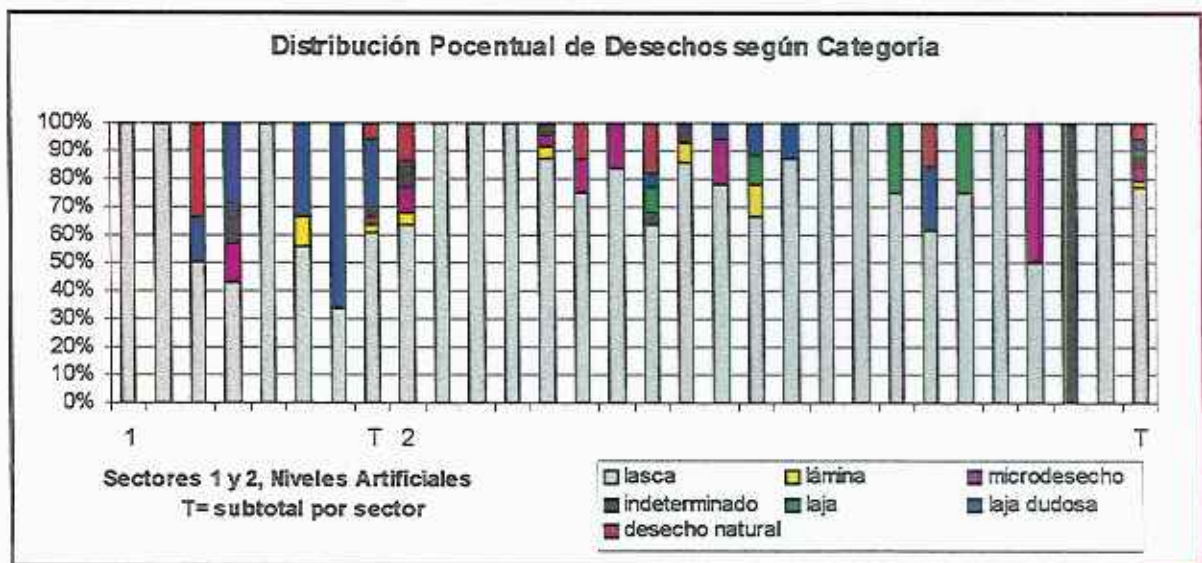 Distribución Pocentual de Desechos según Categoría
100%
90%
80%
70%
60%
50%
40%
30%
20%
10%
0%
1 T 2 T
Sectores 1 y 2, Niveles Artificiales
T= subtotal por sector
lasca lámina microdesecho
indeterminado laja laja dudosa
desecho natural